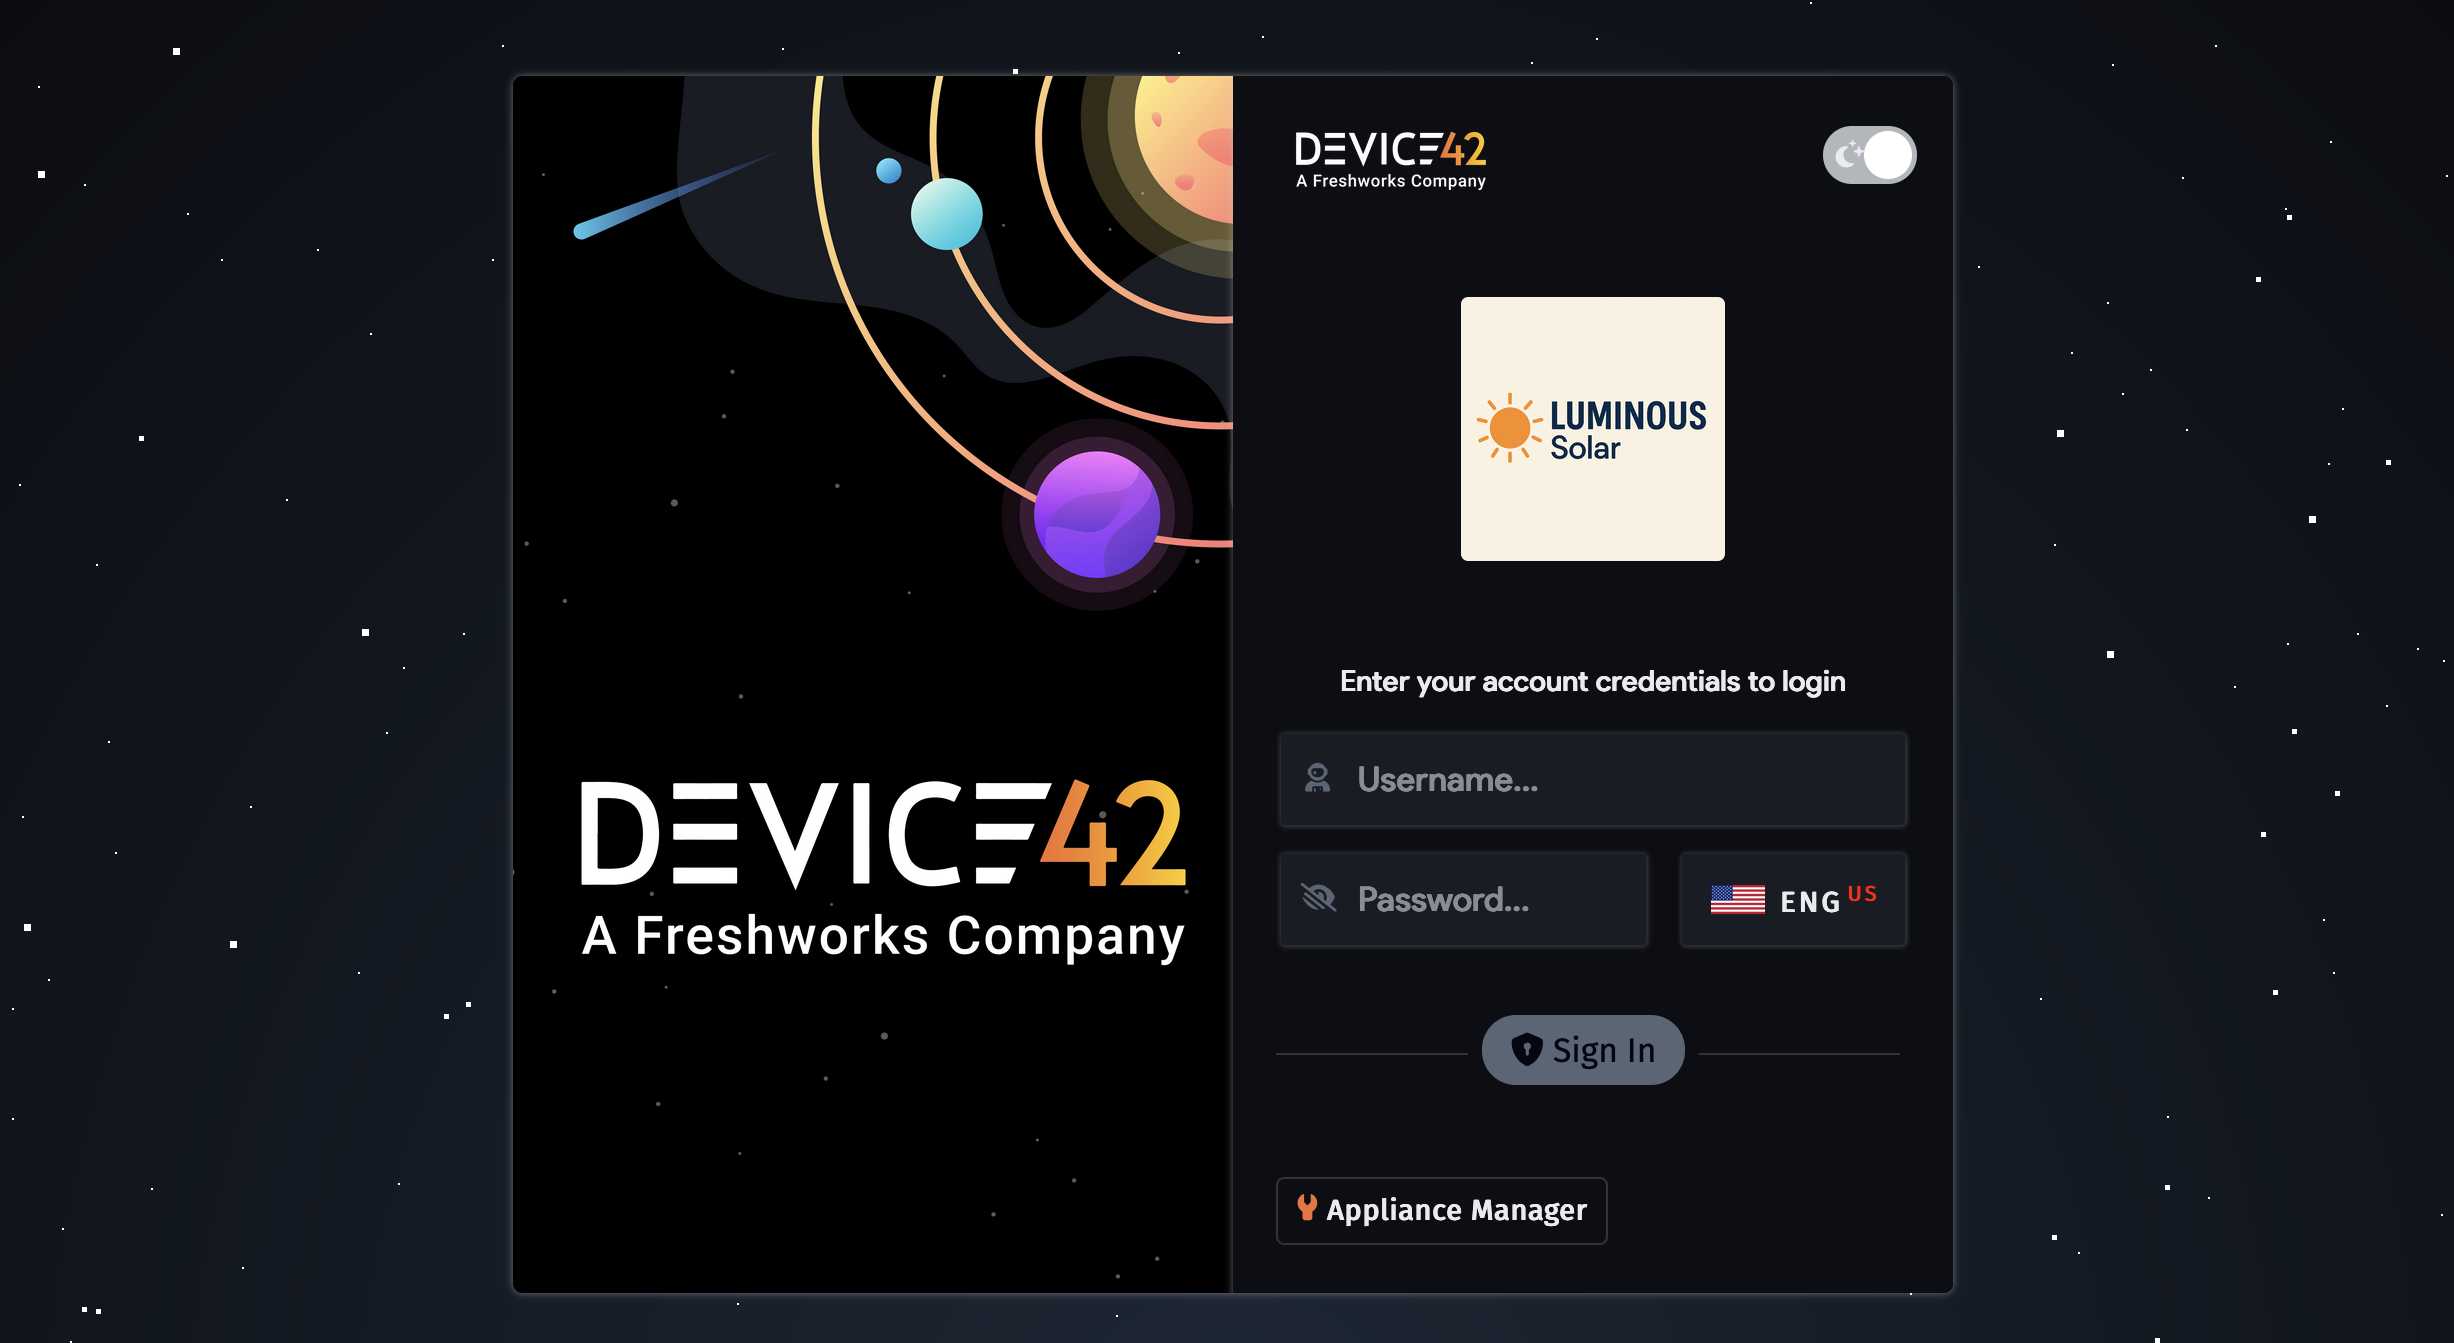 DEVICE42
A Freshworks Company
DEVICE42
A Freshworks Company
LUMINOUS
Solar
Enter your account credentials to login
Username...
Password...
ENG US
Sign In
Appliance Manager